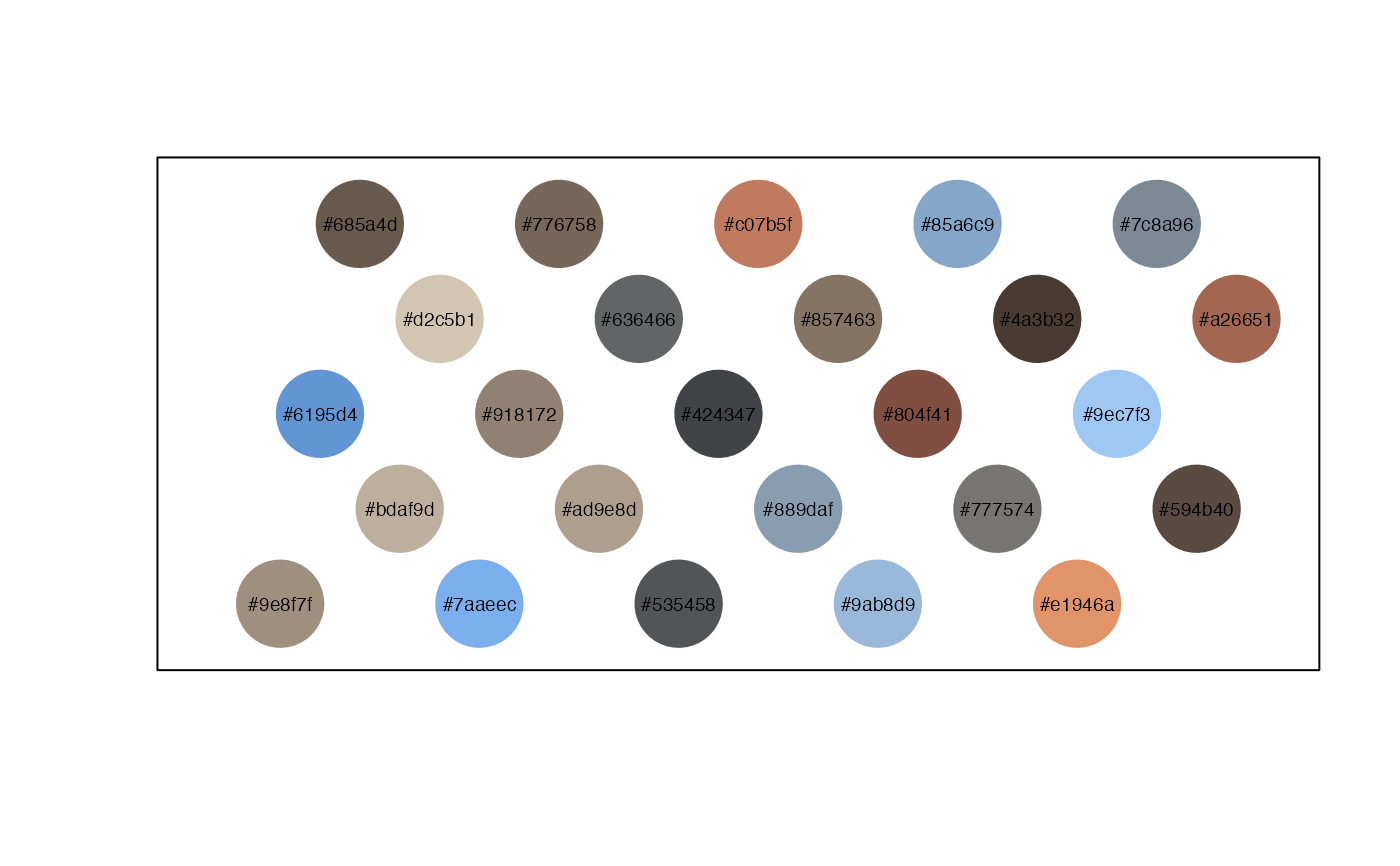 #685a4d #776758 #c07b5f #85a6c9 #7c8a96
#d2c5b1 #636466 #857463 #4a3b32 #a26651
#6195d4 #918172 #424347 #804f41 #9ec7f3
#bdaf9d #ad9e8d #889daf #777574 #594b40
#9e8f7f #7aaeec #535458 #9ab8d9 #e1946a